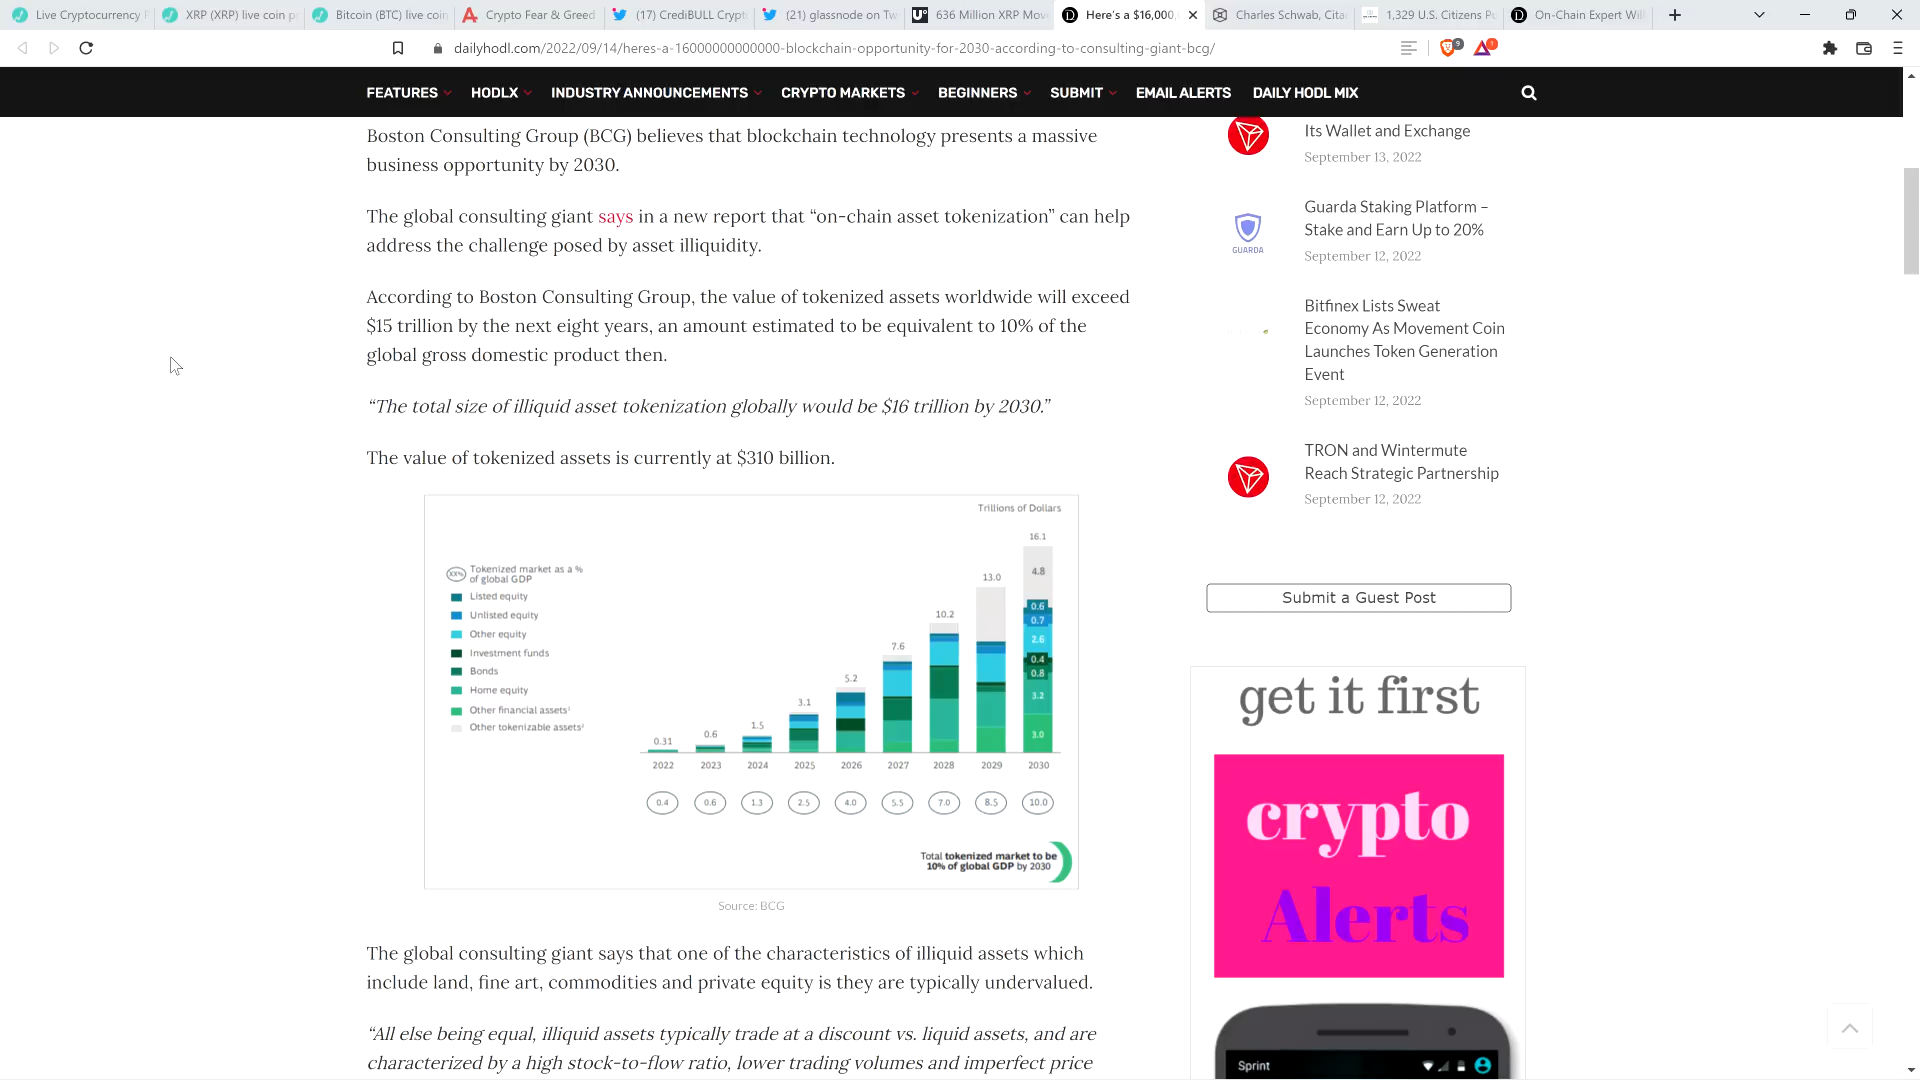 Live Cryptocurrency P
XRP (XRP) live coin p
Bitcoin (BTC) live coin
Crypto Fear & Greed
(17) CrediBULL Crypt
(21) glassnode on Tw
636 Million XRP Mov
Here's a $16,000,
Charles Schwab, Cita
1,329 U.S. Citizens Pu
On-Chain Expert Will
dailyhodl.com/2022/09/14/heres-a-16000000000000-blockchain-opportunity-for-2030-according-to-consulting-giant-bcg/
9
1
FEATURES HODLX INDUSTRY ANNOUNCEMENTS CRYPTO MARKETS BEGINNERS SUBMIT EMAIL ALERTS DAILY HODL MIX
Boston Consulting Group (BCG) believes that blockchain technology presents a massive
business opportunity by 2030.
The global consulting giant says in a new report that “on-chain asset tokenization” can help
address the challenge posed by asset illiquidity.
According to Boston Consulting Group, the value of tokenized assets worldwide will exceed
$15 trillion by the next eight years, an amount estimated to be equivalent to 10% of the
global gross domestic product then.
“The total size of illiquid asset tokenization globally would be $16 trillion by 2030.”
The value of tokenized assets is currently at $310 billion.
Trillions of Dollars
XX%
Tokenized market as a %
of global GDP
Listed equity
Unlisted equity
Other equity
Investment funds
Bonds
Home equity
Other financial assets¹
Other tokenizable assets²
0.31 0.6 1.5 3.1 5.2 7.6 10.2 13.0 16.1
4.8
0.6
0.7
2.6
0.4
0.8
3.2
3.0
2022 2023 2024 2025 2026 2027 2028 2029 2030
0.4 0.6 1.3 2.5 4.0 5.5 7.0 8.5 10.0
Total tokenized market to be
10% of global GDP by 2030
Source: BCG
The global consulting giant says that one of the characteristics of illiquid assets which
include land, fine art, commodities and private equity is they are typically undervalued.
“All else being equal, illiquid assets typically trade at a discount vs. liquid assets, and are
characterized by a high stock-to-flow ratio, lower trading volumes and imperfect price
Its Wallet and Exchange
September 13, 2022
GUARDA
Guarda Staking Platform –
Stake and Earn Up to 20%
September 12, 2022
Bitfinex Lists Sweat
Economy As Movement Coin
Launches Token Generation
Event
September 12, 2022
TRON and Wintermute
Reach Strategic Partnership
September 12, 2022
Submit a Guest Post
get it first
crypto
Alerts
Sprint